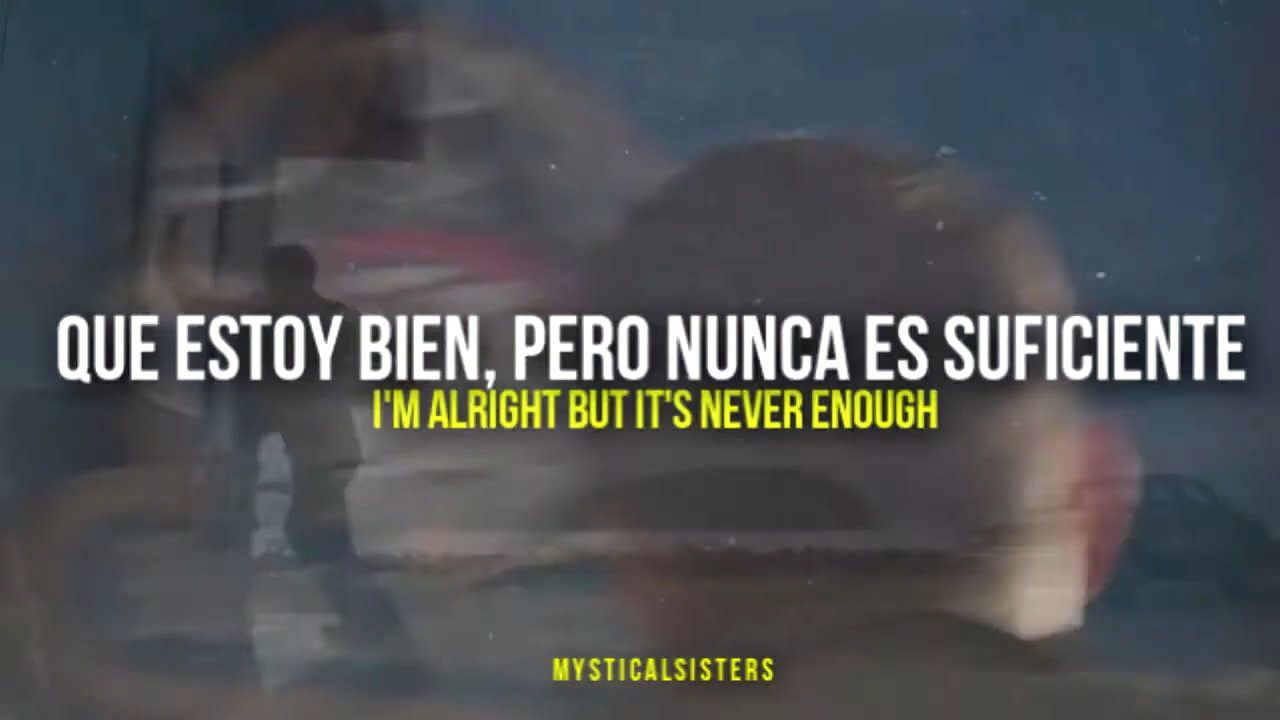 QUE ESTOY BIEN, PERO NUNCA ES SUFICIENTE
I'M ALRIGHT BUT IT'S NEVER ENOUGH
MYSTICALSISTERS